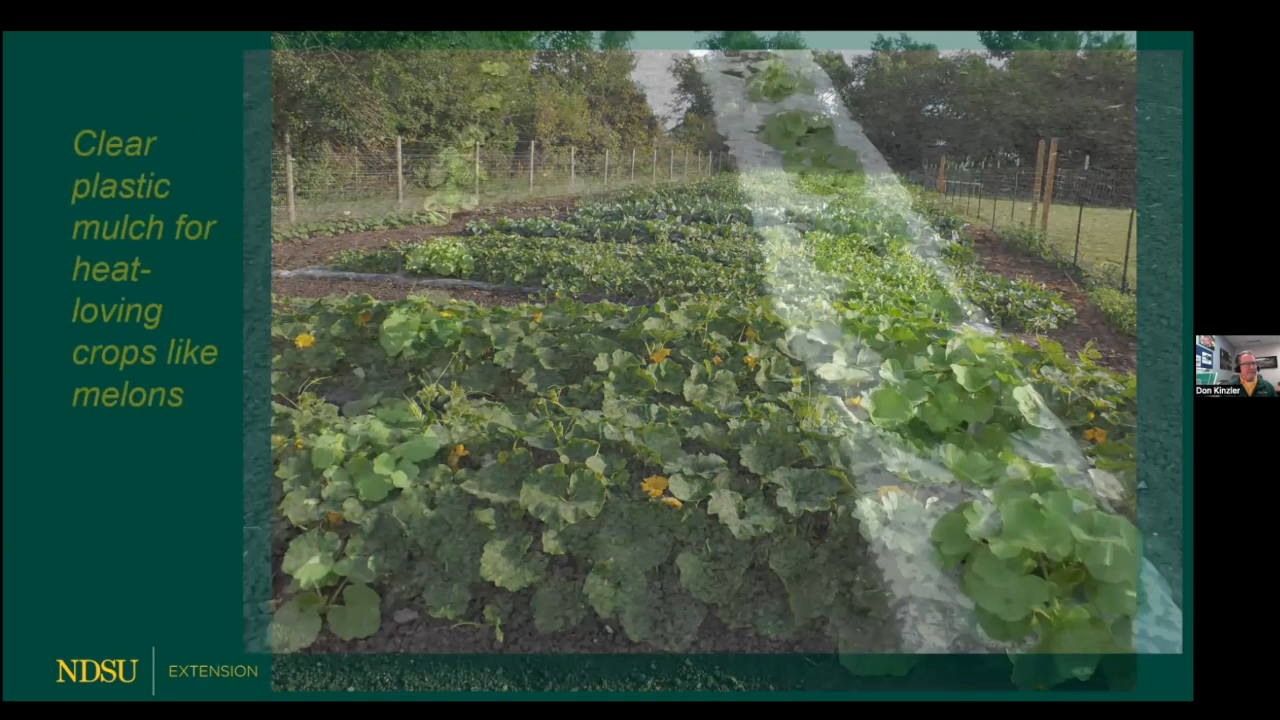 Clear
plastic
mulch for
heat-
loving
crops like
melons
NDSU
EXTENSION
Don Kinzler